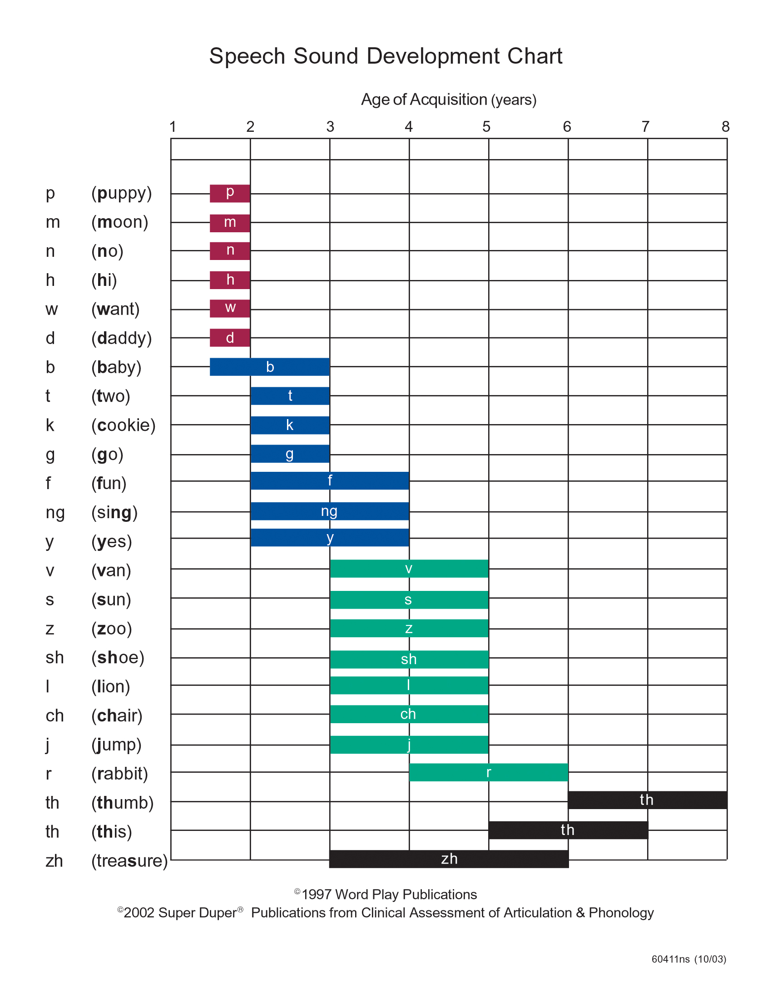 Speech Sound Development Chart
Age of Acquisition (years)
1 2 3 4 5 6 7 8
p (puppy) p
m (moon) m
n (no) n
h (hi) h
w (want) w
d (daddy) d
b (baby) b
t (two) t
k (cookie) k
g (go) g
f (fun) f
ng (sing) ng
y (yes) y
v (van) v
s (sun) s
z (zoo) z
sh (shoe) sh
l (lion) l
ch (chair) ch
j (jump) j
r (rabbit) r
th (thumb) th
th (this) th
zh (treasure) zh
©1997 Word Play Publications
©2002 Super Duper® Publications from Clinical Assessment of Articulation & Phonology
60411ns (10/03)